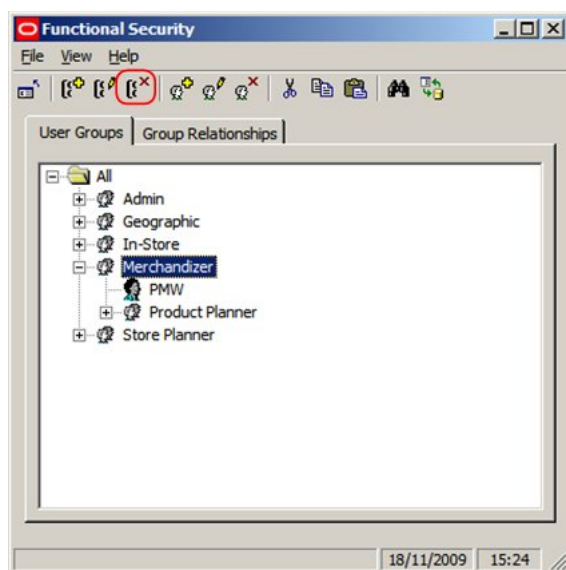 Functional Security
File View Help
User Groups Group Relationships
All
Admin
Geographic
In-Store
Merchandizer
PMW
Product Planner
Store Planner
18/11/2009 15:24